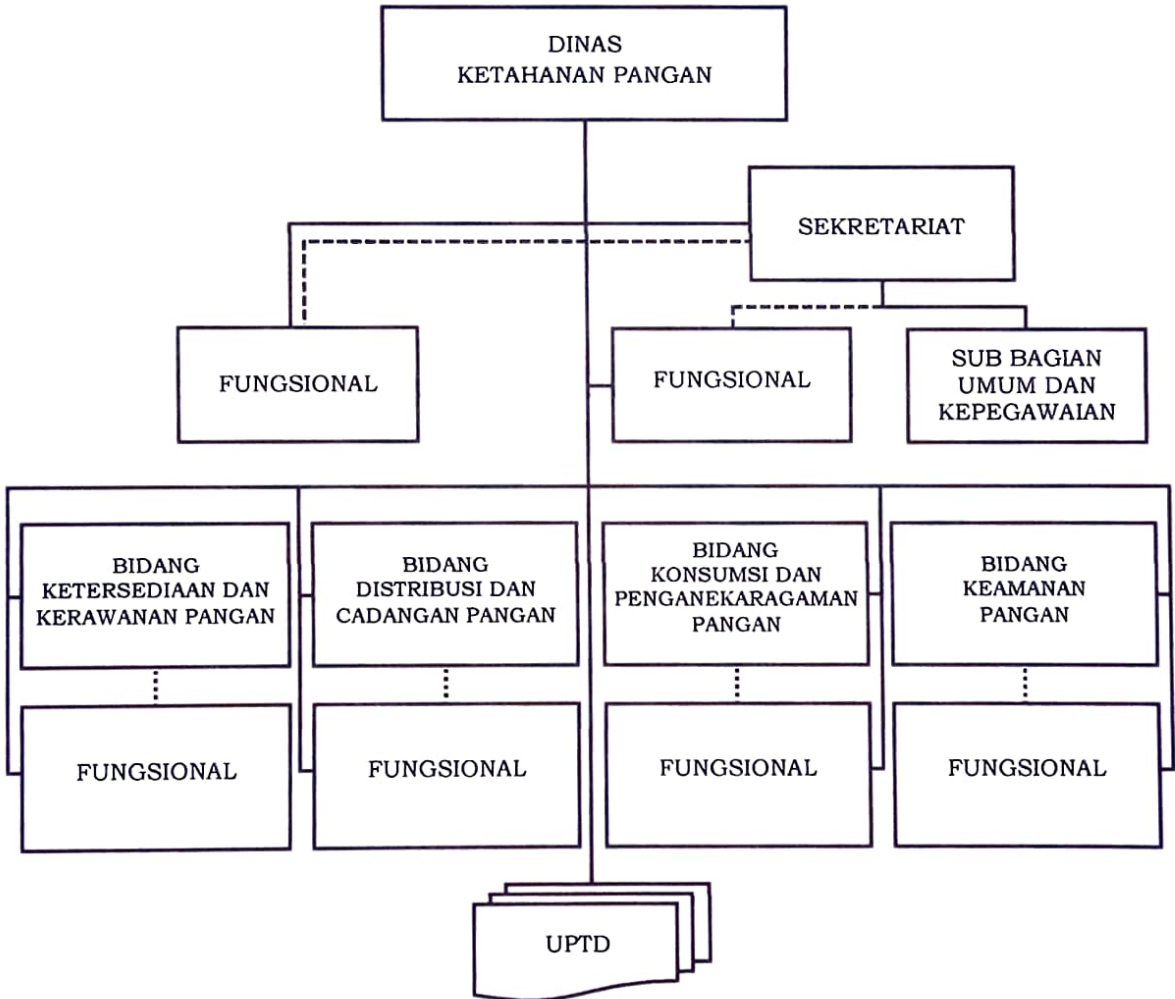 DINAS
KETAHANAN PANGAN
SEKRETARIAT
FUNGSIONAL
FUNGSIONAL
SUB BAGIAN
UMUM DAN
KEPEGAWAIAN
BIDANG
KETERSEDIAAN DAN
KERAWANAN PANGAN
BIDANG
DISTRIBUSI DAN
CADANGAN PANGAN
BIDANG
KONSUMSI DAN
PENGANEKARAGAMAN
PANGAN
BIDANG
KEAMANAN
PANGAN
FUNGSIONAL
FUNGSIONAL
FUNGSIONAL
FUNGSIONAL
UPTD